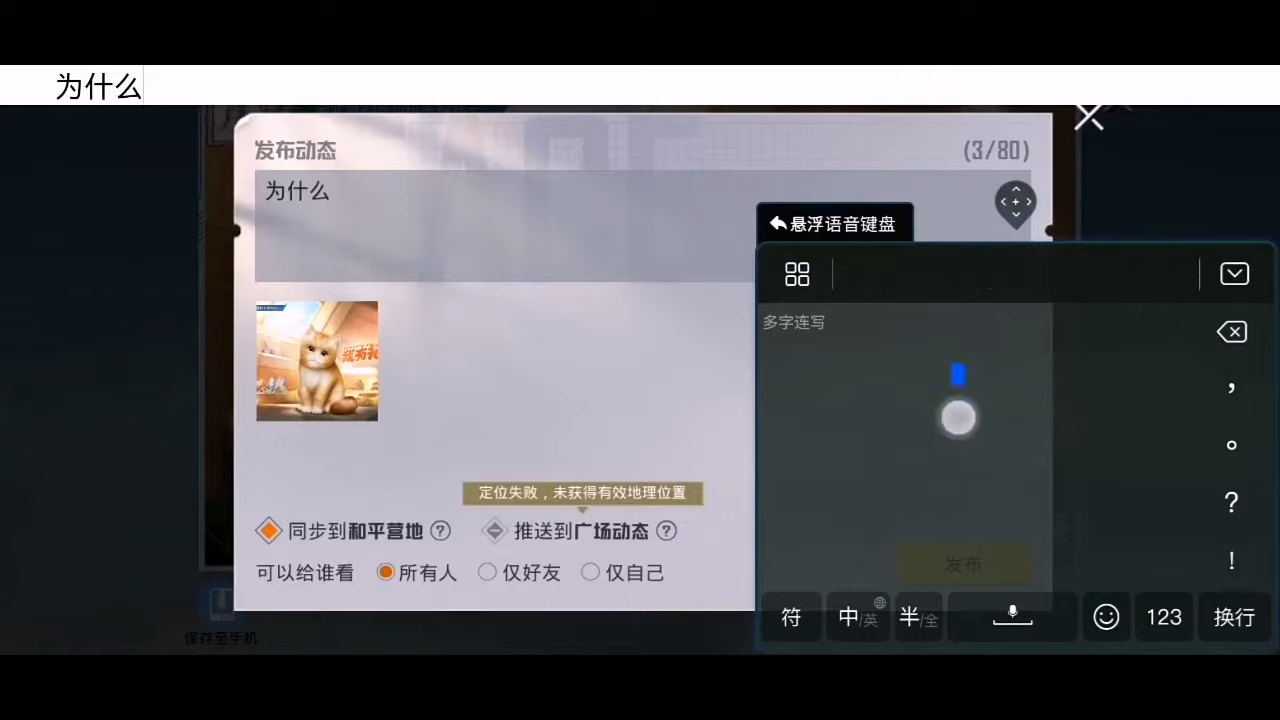 为什么
发布动态
(3/80)
为什么
悬浮语音键盘
多字连写
，
。
?
!
定位失败，未获得有效地理位置
同步到和平营地 ?
推送到广场动态 ?
可以给谁看 所有人 仅好友 仅自己
发布
符 中/英 半/全 123 换行
保存至手机